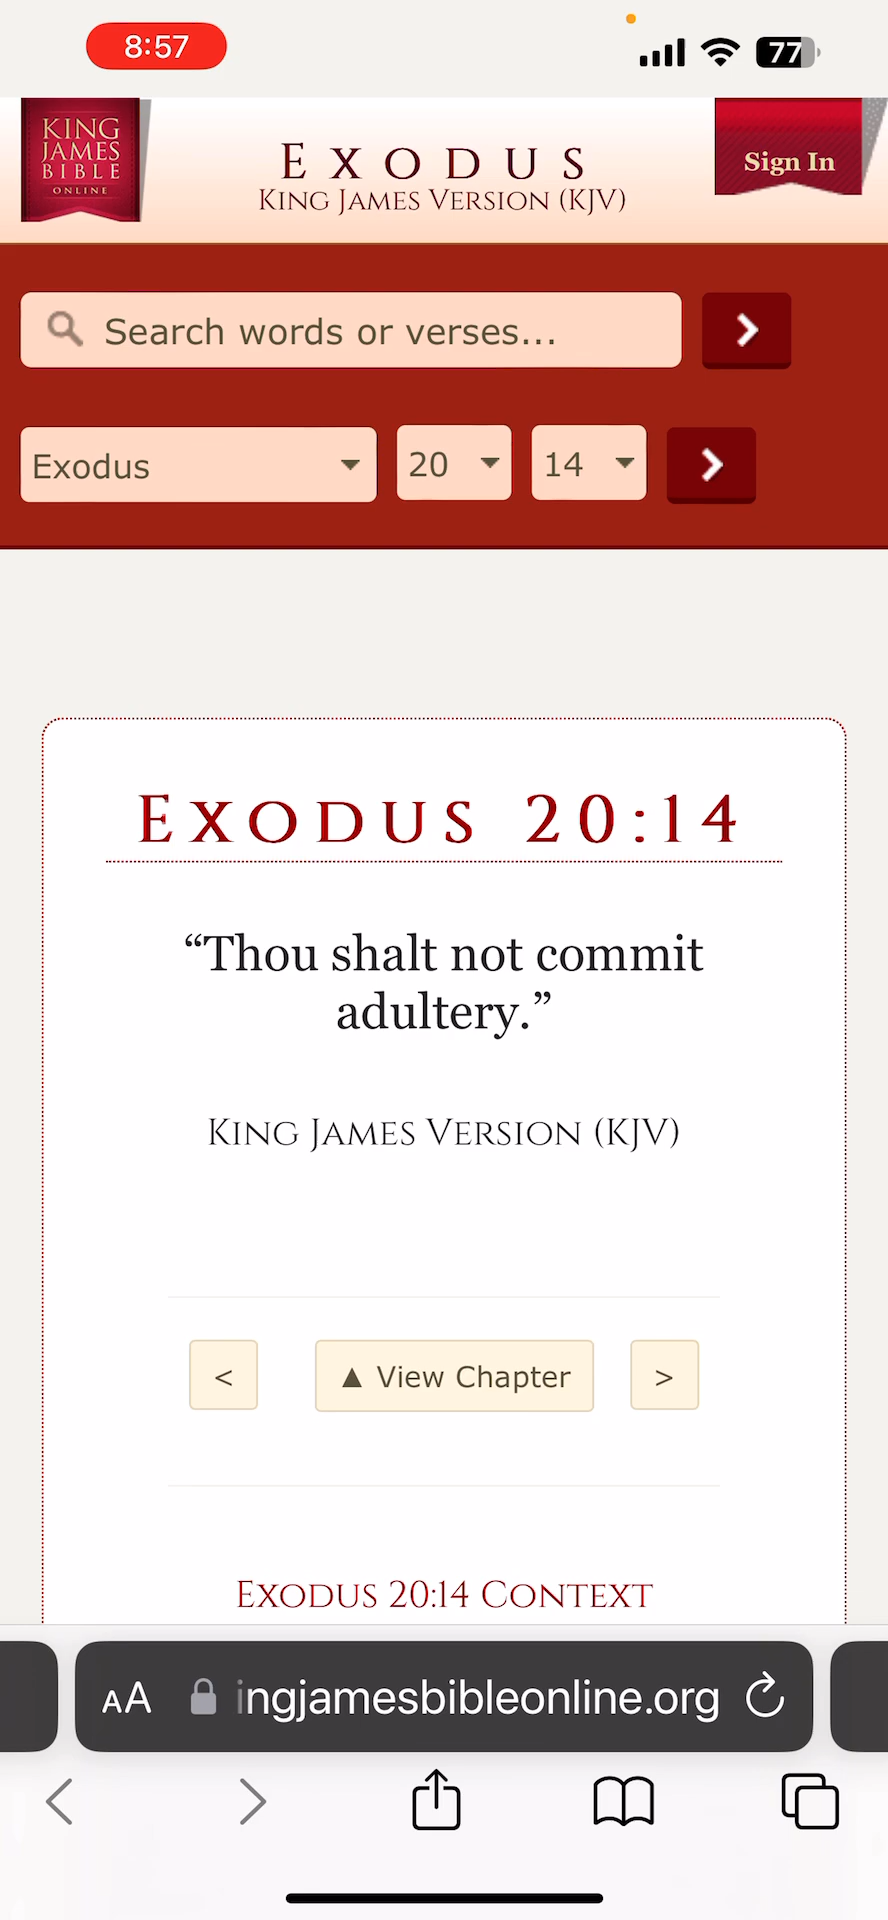 8:57
77
KING
JAMES
BIBLE
ONLINE
EXODUS
KING JAMES VERSION (KJV)
Sign In
Search words or verses...
Exodus
20
14
EXODUS 20:14
“Thou shalt not commit
adultery.”
KING JAMES VERSION (KJV)
<
▲ View Chapter
>
EXODUS 20:14 CONTEXT
AA
ingjamesbibleonline.org